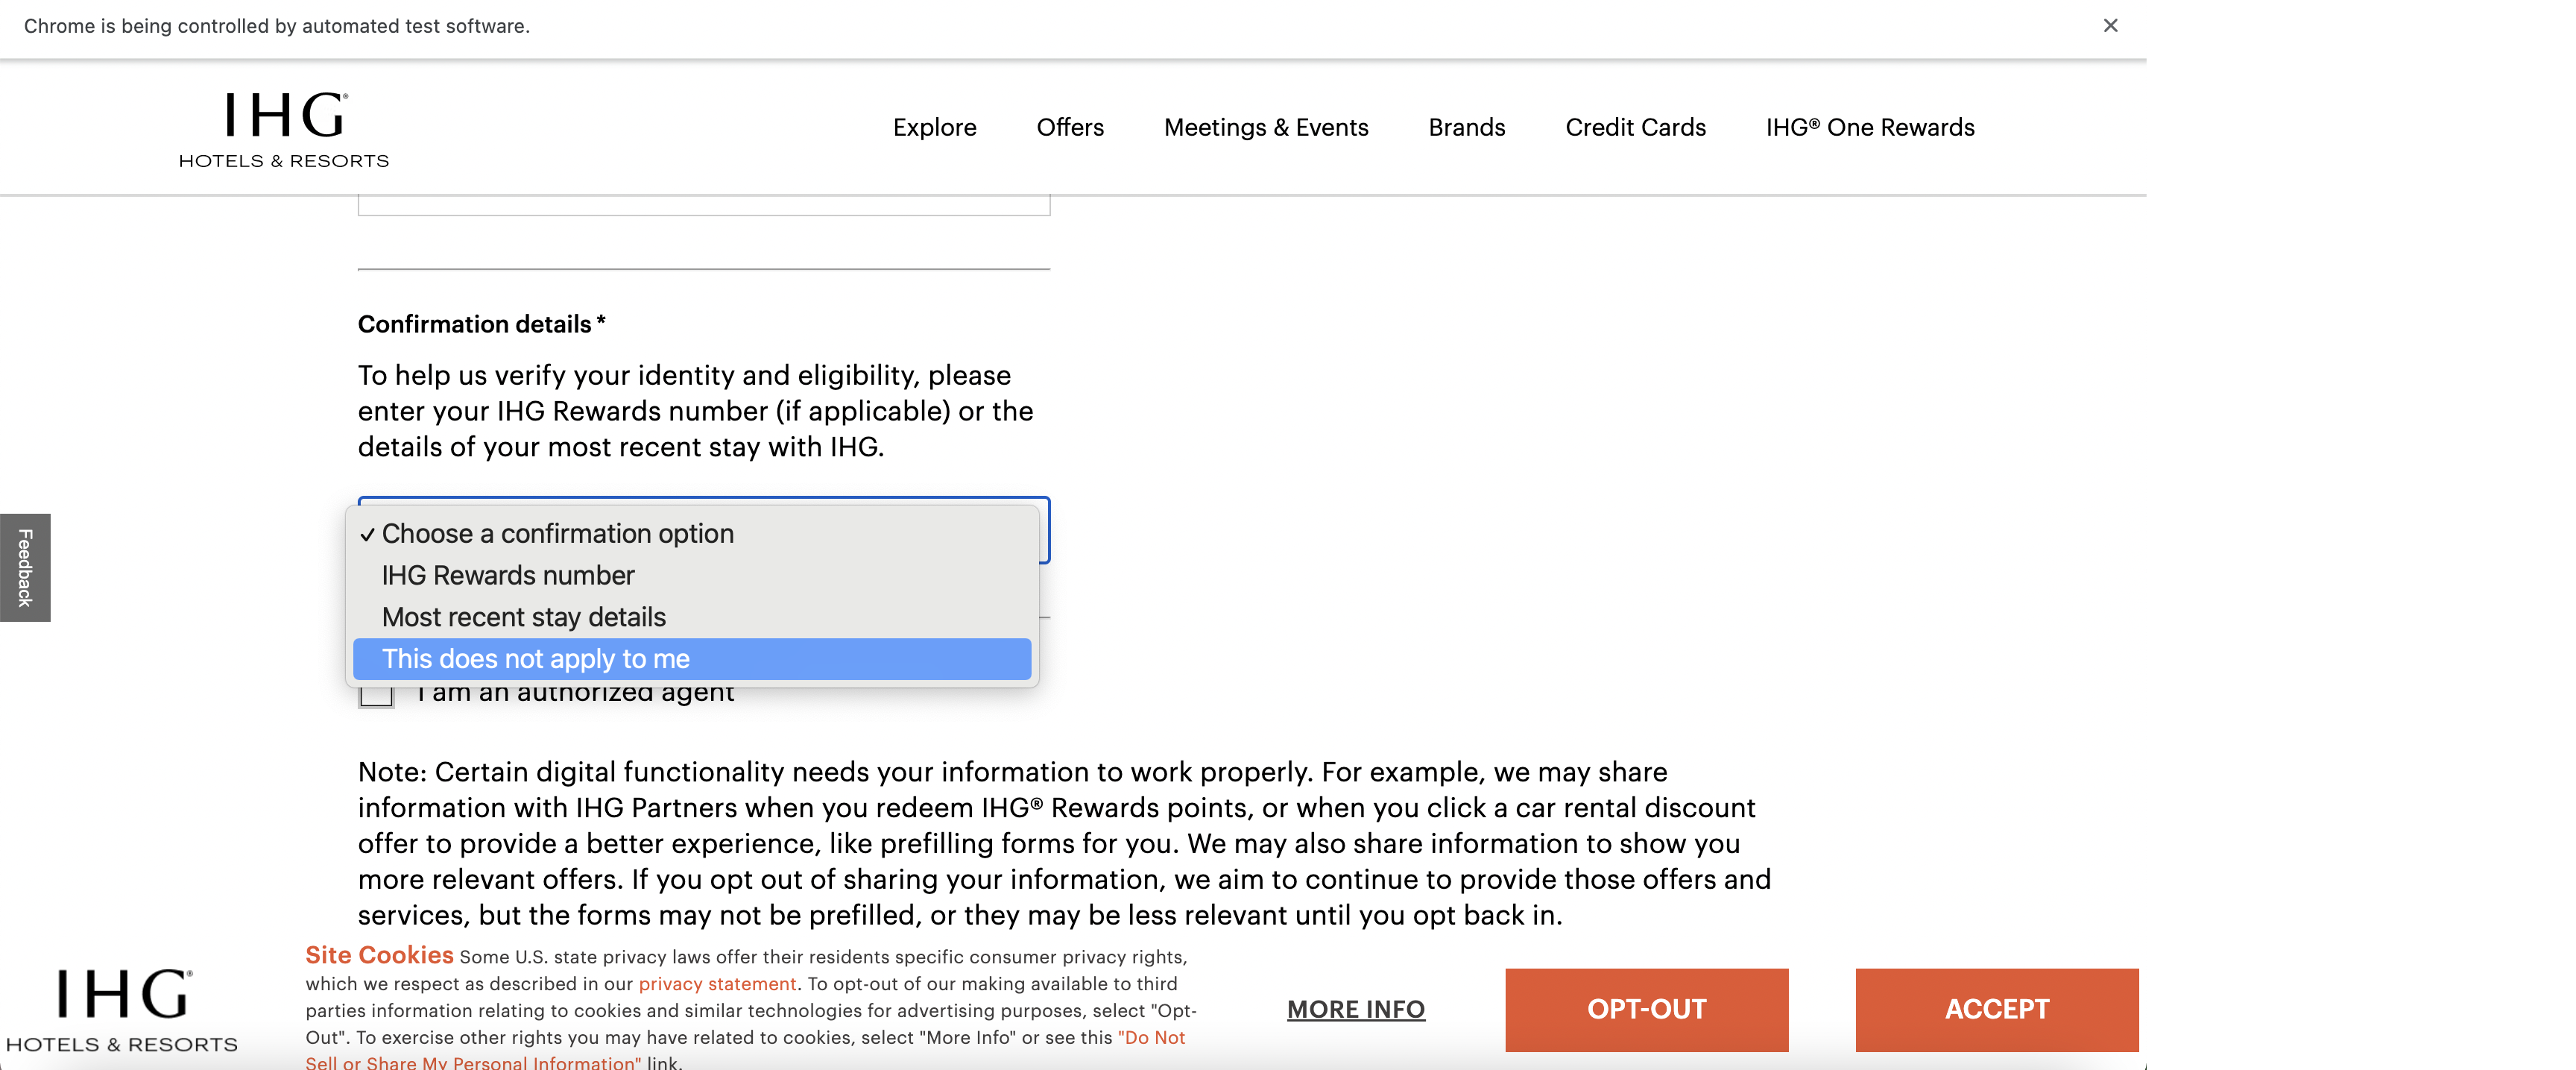 Chrome is being controlled by automated test software.
IHG®
HOTELS & RESORTS
Explore
Offers
Meetings & Events
Brands
Credit Cards
IHG® One Rewards
Confirmation details *
To help us verify your identity and eligibility, please
enter your IHG Rewards number (if applicable) or the
details of your most recent stay with IHG.
Feedback
✓ Choose a confirmation option
IHG Rewards number
Most recent stay details
This does not apply to me
I am an authorized agent
Note: Certain digital functionality needs your information to work properly. For example, we may share
information with IHG Partners when you redeem IHG® Rewards points, or when you click a car rental discount
offer to provide a better experience, like prefilling forms for you. We may also share information to show you
more relevant offers. If you opt out of sharing your information, we aim to continue to provide those offers and
services, but the forms may not be prefilled, or they may be less relevant until you opt back in.
IHG®
HOTELS & RESORTS
Site Cookies Some U.S. state privacy laws offer their residents specific consumer privacy rights,
which we respect as described in our privacy statement. To opt-out of our making available to third
parties information relating to cookies and similar technologies for advertising purposes, select "Opt-
Out". To exercise other rights you may have related to cookies, select "More Info" or see this "Do Not
Sell or Share My Personal Information" link.
MORE INFO
OPT-OUT
ACCEPT